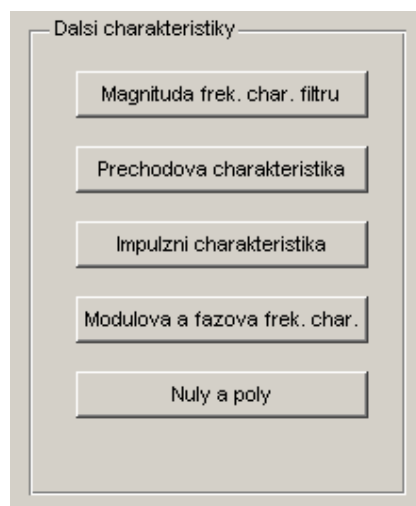 Dalsi charakteristiky
Magnituda frek. char. filtru
Prechodova charakteristika
Impulzni charakteristika
Modulova a fazova frek. char.
Nuly a poly